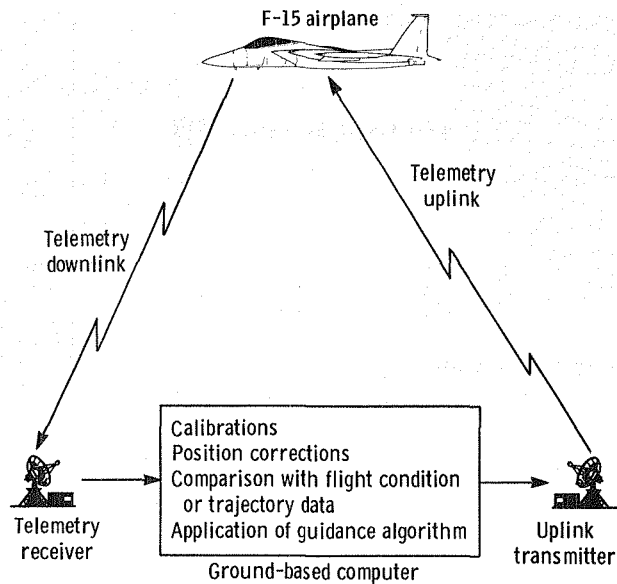 F-15 airplane
Telemetry
uplink
Telemetry
downlink
Calibrations
Position corrections
Comparison with flight condition
or trajectory data
Application of guidance algorithm
Telemetry
receiver
Ground-based computer
Uplink
transmitter